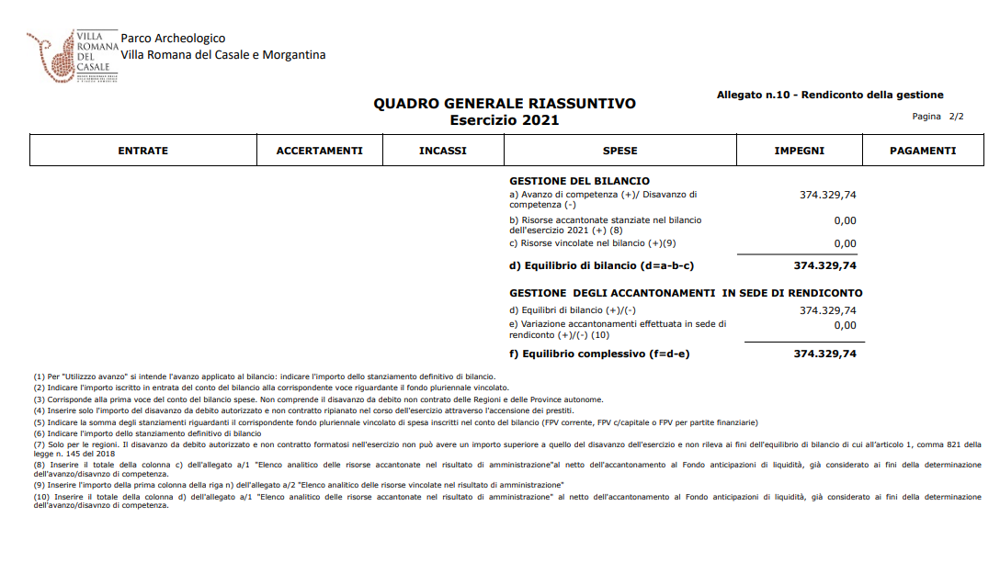 VILLA
ROMANA
DEL
CASALE
Parco Archeologico
Villa Romana del Casale e Morgantina
Allegato n.10 - Rendiconto della gestione
QUADRO GENERALE RIASSUNTIVO
Esercizio 2021
Pagina 2/2
ENTRATE ACCERTAMENTI INCASSI SPESE IMPEGNI PAGAMENTI
GESTIONE DEL BILANCIO
a) Avanzo di competenza (+)/ Disavanzo di 374.329,74
competenza (-)
b) Risorse accantonate stanziate nel bilancio 0,00
dell'esercizio 2021 (+) (8)
c) Risorse vincolate nel bilancio (+)(9) 0,00
d) Equilibrio di bilancio (d=a-b-c) 374.329,74
GESTIONE DEGLI ACCANTONAMENTI IN SEDE DI RENDICONTO
d) Equilibri di bilancio (+)/(-) 374.329,74
e) Variazione accantonamenti effettuata in sede di 0,00
rendiconto (+)/(-) (10)
f) Equilibrio complessivo (f=d-e) 374.329,74
(1) Per "Utilizzzo avanzo" si intende l'avanzo applicato al bilancio: indicare l'importo dello stanziamento definitivo di bilancio.
(2) Indicare l'importo iscritto in entrata del conto del bilancio alla corrispondente voce riguardante il fondo pluriennale vincolato.
(3) Corrisponde alla prima voce del conto del bilancio spese. Non comprende il disavanzo da debito non contrato delle Regioni e delle Province autonome.
(4) Inserire solo l'importo del disavanzo da debito autorizzato e non contratto ripianato nel corso dell'esercizio attraverso l'accensione dei prestiti.
(5) Indicare la somma degli stanziamenti riguardanti il corrispondente fondo pluriennale vincolato di spesa inscritti nel conto del bilancio (FPV corrente, FPV c/capitale o FPV per partite finanziarie)
(6) Indicare l'importo dello stanziamento definitivo di bilancio
(7) Solo per le regioni. Il disavanzo da debito autorizzato e non contratto formatosi nell'esercizio non può avere un importo superiore a quello del disavanzo dell'esercizio e non rileva ai fini dell'equilibrio di bilancio di cui all'articolo 1, comma 821 della
legge n. 145 del 2018
(8) Inserire il totale della colonna c) dell'allegato a/1 "Elenco analitico delle risorse accantonate nel risultato di amministrazione"al netto dell'accantonamento al Fondo anticipazioni di liquidità, già considerato ai fini della determinazione
dell'avanzo/disavnzo di competenza.
(9) Inserire l'importo della prima colonna della riga n) dell'allegato a/2 "Elenco analitico delle risorse vincolate nel risultato di amministrazione"
(10) Inserire il totale della colonna d) dell'allegato a/1 "Elenco analitico delle risorse accantonate nel risultato di amministrazione" al netto dell'accantonamento al Fondo anticipazioni di liquidità, già considerato ai fini della determinazione
dell'avanzo/disavnzo di competenza.